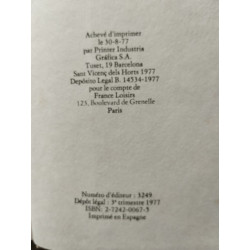 Achevé d'imprimer
le 30-8-77
par Printer Industria
Gráfica S.A.
Tuset, 19 Barcelona
Sant Vicenç dels Horts 1977
Depósito Legal B. 14534-1977
pour le compte de
France Loisirs
123, Boulevard de Grenelle
Paris
Numéro d'éditeur : 3249
Dépôt légal : 3e trimestre 1977
ISBN : 2-7242-0067-5
Imprimé en Espagne